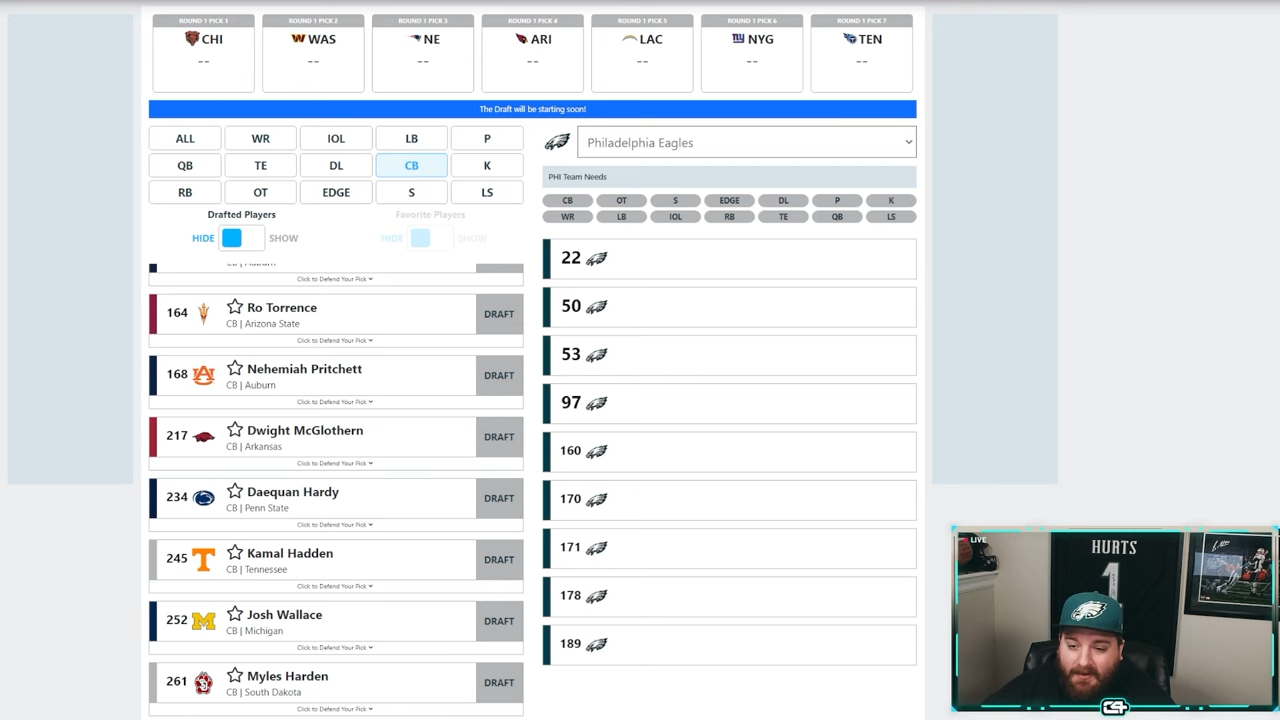 ROUND 1 PICK 1
CHI
--
ROUND 1 PICK 2
WAS
--
ROUND 1 PICK 3
NE
--
ROUND 1 PICK 4
ARI
--
ROUND 1 PICK 5
LAC
--
ROUND 1 PICK 6
NYG
--
ROUND 1 PICK 7
TEN
--
The Draft will be starting soon!
ALL WR IOL LB P
QB TE DL CB K
RB OT EDGE S LS
Drafted Players
HIDE SHOW
Favorite Players
HIDE SHOW
CB | Auburn
Click to Defend Your Pick
164 Ro Torrence DRAFT
CB | Arizona State
Click to Defend Your Pick
168 Nehemiah Pritchett DRAFT
CB | Auburn
Click to Defend Your Pick
217 Dwight McGlothern DRAFT
CB | Arkansas
Click to Defend Your Pick
234 Daequan Hardy DRAFT
CB | Penn State
Click to Defend Your Pick
245 Kamal Hadden DRAFT
CB | Tennessee
Click to Defend Your Pick
252 Josh Wallace DRAFT
CB | Michigan
Click to Defend Your Pick
261 Myles Harden DRAFT
CB | South Dakota
Click to Defend Your Pick
Philadelphia Eagles
PHI Team Needs
CB OT S EDGE DL P K
WR LB IOL RB TE QB LS
22
50
53
97
160
170
171
178
189
LIVE
HURTS
1